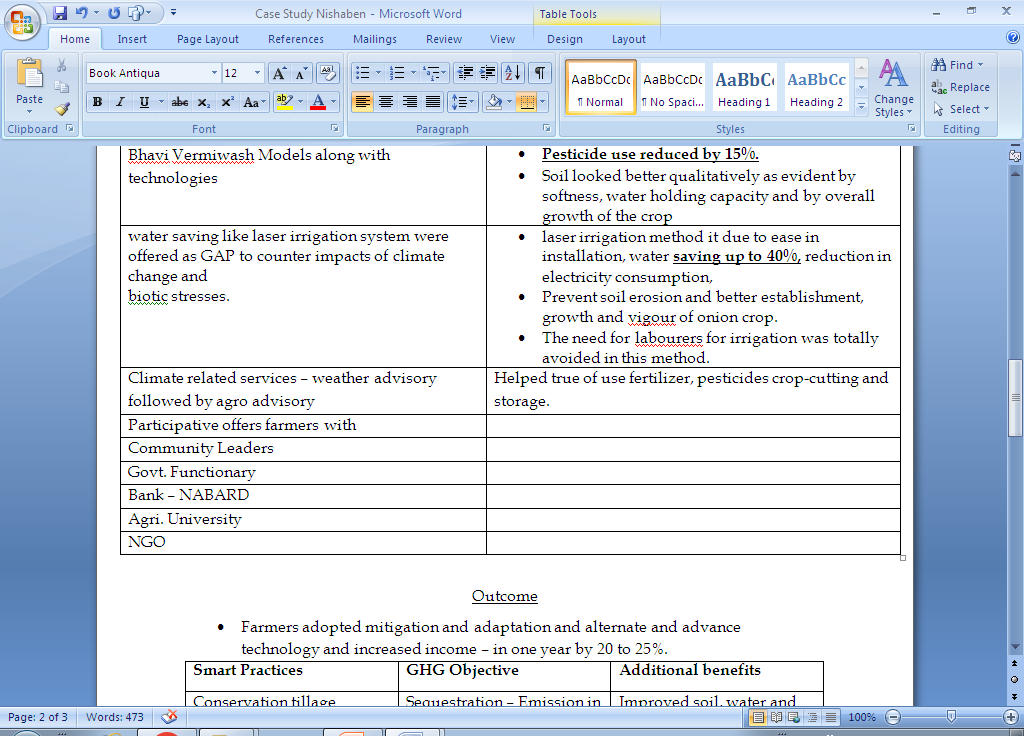 Case Study Nishaben - Microsoft Word
Table Tools
Home Insert Page Layout References Mailings Review View Design Layout
Book Antiqua 12
Paste
AaBbCcDc AaBbCcDc AaBbC AaBbCc
¶ Normal ¶ No Spaci... Heading 1 Heading 2
Change
Styles
Find
Replace
Select
Clipboard Font Paragraph Styles Editing
Bhavi Vermiwash Models along with
technologies
• Pesticide use reduced by 15%.
• Soil looked better qualitatively as evident by
softness, water holding capacity and by overall
growth of the crop
water saving like laser irrigation system were
offered as GAP to counter impacts of climate
change and
biotic stresses.
• laser irrigation method it due to ease in
installation, water saving up to 40%, reduction in
electricity consumption,
• Prevent soil erosion and better establishment,
growth and vigour of onion crop.
• The need for labourers for irrigation was totally
avoided in this method.
Climate related services – weather advisory
followed by agro advisory
Helped true of use fertilizer, pesticides crop-cutting and
storage.
Participative offers farmers with
Community Leaders
Govt. Functionary
Bank – NABARD
Agri. University
NGO
Outcome
• Farmers adopted mitigation and adaptation and alternate and advance
technology and increased income – in one year by 20 to 25%.
Smart Practices GHG Objective Additional benefits
Conservation tillage Sequestration – Emission in Improved soil, water and
Page: 2 of 3 Words: 473 100%